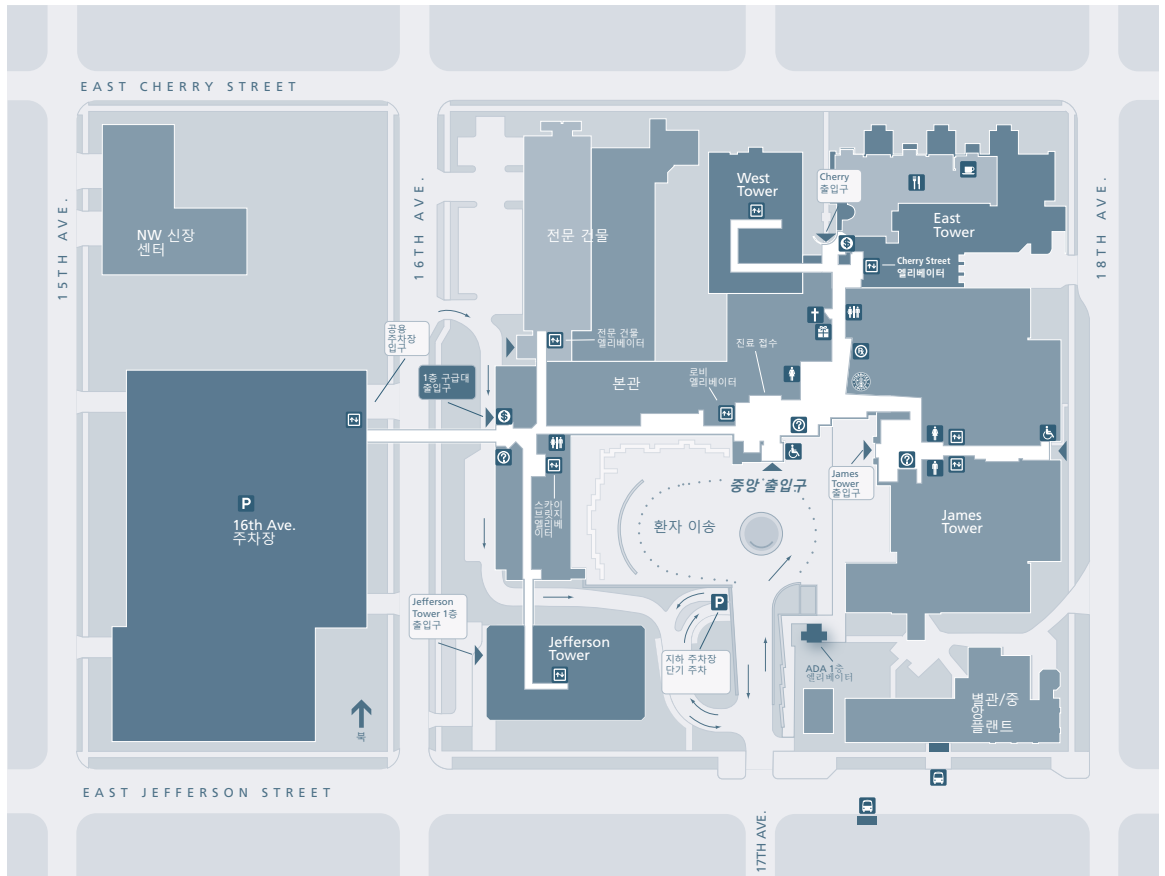 EAST CHERRY STREET
15TH AVE.
16TH AVE.
18TH AVE.
NW 신장
센터
전문 건물
West
Tower
Cherry
출입구
East
Tower
Cherry Street
엘리베이터
공용
주차장
입구
전문 건물
엘리베이터
1층 구급대
출입구
본관
로비
엘리베이터
진료 접수
P
16th Ave.
주차장
스카이
브릿지
엘리베
이터
중앙 출입구
환자 이송
James
Tower
출입구
James
Tower
Jefferson
Tower 1층
출입구
Jefferson
Tower
P
지하 주차장
단기 주차
ADA 1층
엘리베이터
별관/중
앙
플랜트
북
EAST JEFFERSON STREET
17TH AVE.